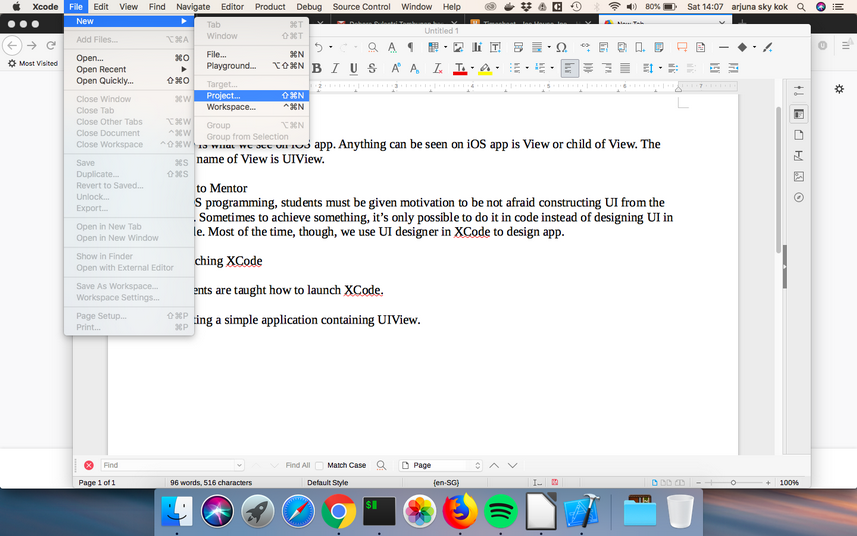 Xcode File Edit View Find Navigate Editor Product Debug Source Control Window Help 80% Sat 14:07 arjuna sky kok
New
Add Files... ⌥⌘A
Open... ⌘O
Open Recent
Open Quickly... ⇧⌘O
Close Window ⌘W
Close Tab
Close Other Tabs ⌥⌘W
Close Document ^⌘W
Close Workspace ^⇧⌘W
Save ⌘S
Duplicate... ⇧⌘S
Revert to Saved...
Unlock...
Export...
Open in New Tab
Open in New Window
Show in Finder
Open with External Editor
Save As Workspace...
Workspace Settings...
Page Setup... ⇧⌘P
Print... ⌘P
Tab ⌘T
Window ⇧⌘T
File... ⌘N
Playground... ⌥⇧⌘N
Target...
Project... ⇧⌘N
Workspace... ^⌘N
Group ⌥⌘N
Group from Selection
New Tab
Untitled 1
Most Visited
is what we see on iOS app. Anything can be seen on iOS app is View or child of View. The
name of View is UIView.
to Mentor
programming, students must be given motivation to be not afraid constructing UI from the
Sometimes to achieve something, it's only possible to do it in code instead of designing UI in
Most of the time, though, we use UI designer in XCode to design app.
XCode
are taught how to launch XCode.
a simple application containing UIView.
Find Find All Match Case Page
Page 1 of 1 96 words, 516 characters Default Style {en-SG} 100%